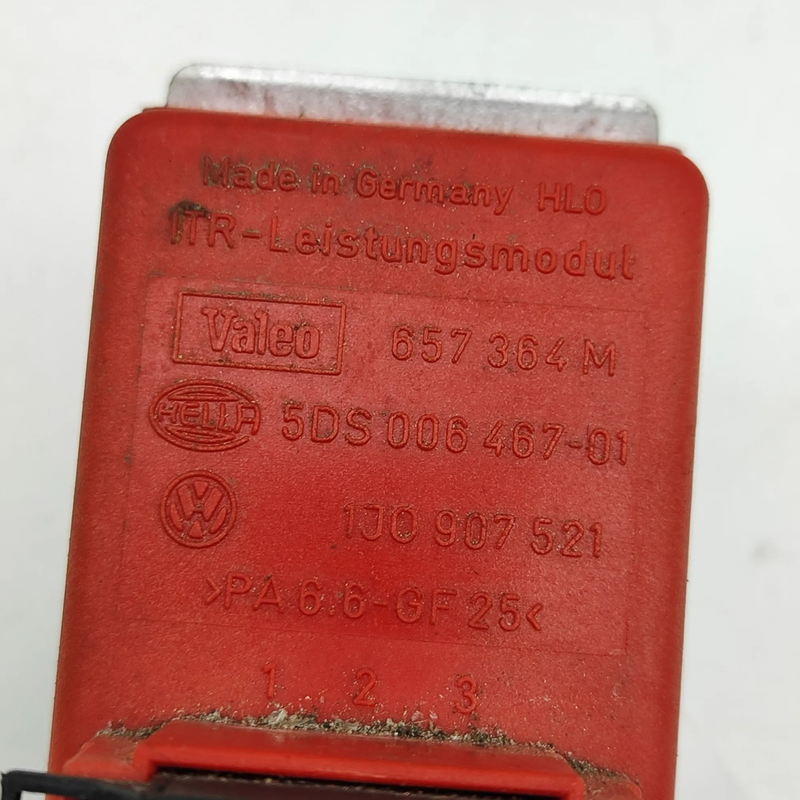 Made in Germany HLO
ITR-Leistungsmodul
Valeo 657 364 M
HELLA 5DS 006 467-01
VW 1J0 907 521
>PA 6.6-GF 25<
1 2 3